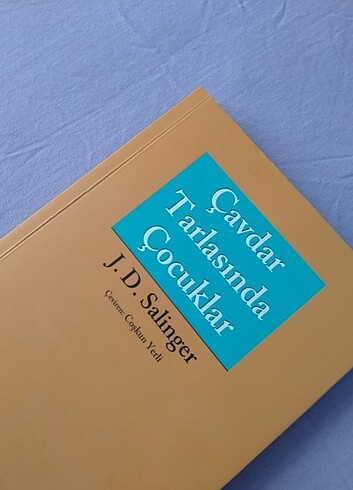 Çavdar
Tarlasında
Çocuklar
J. D. Salinger
Çeviren: Coşkun Yerli